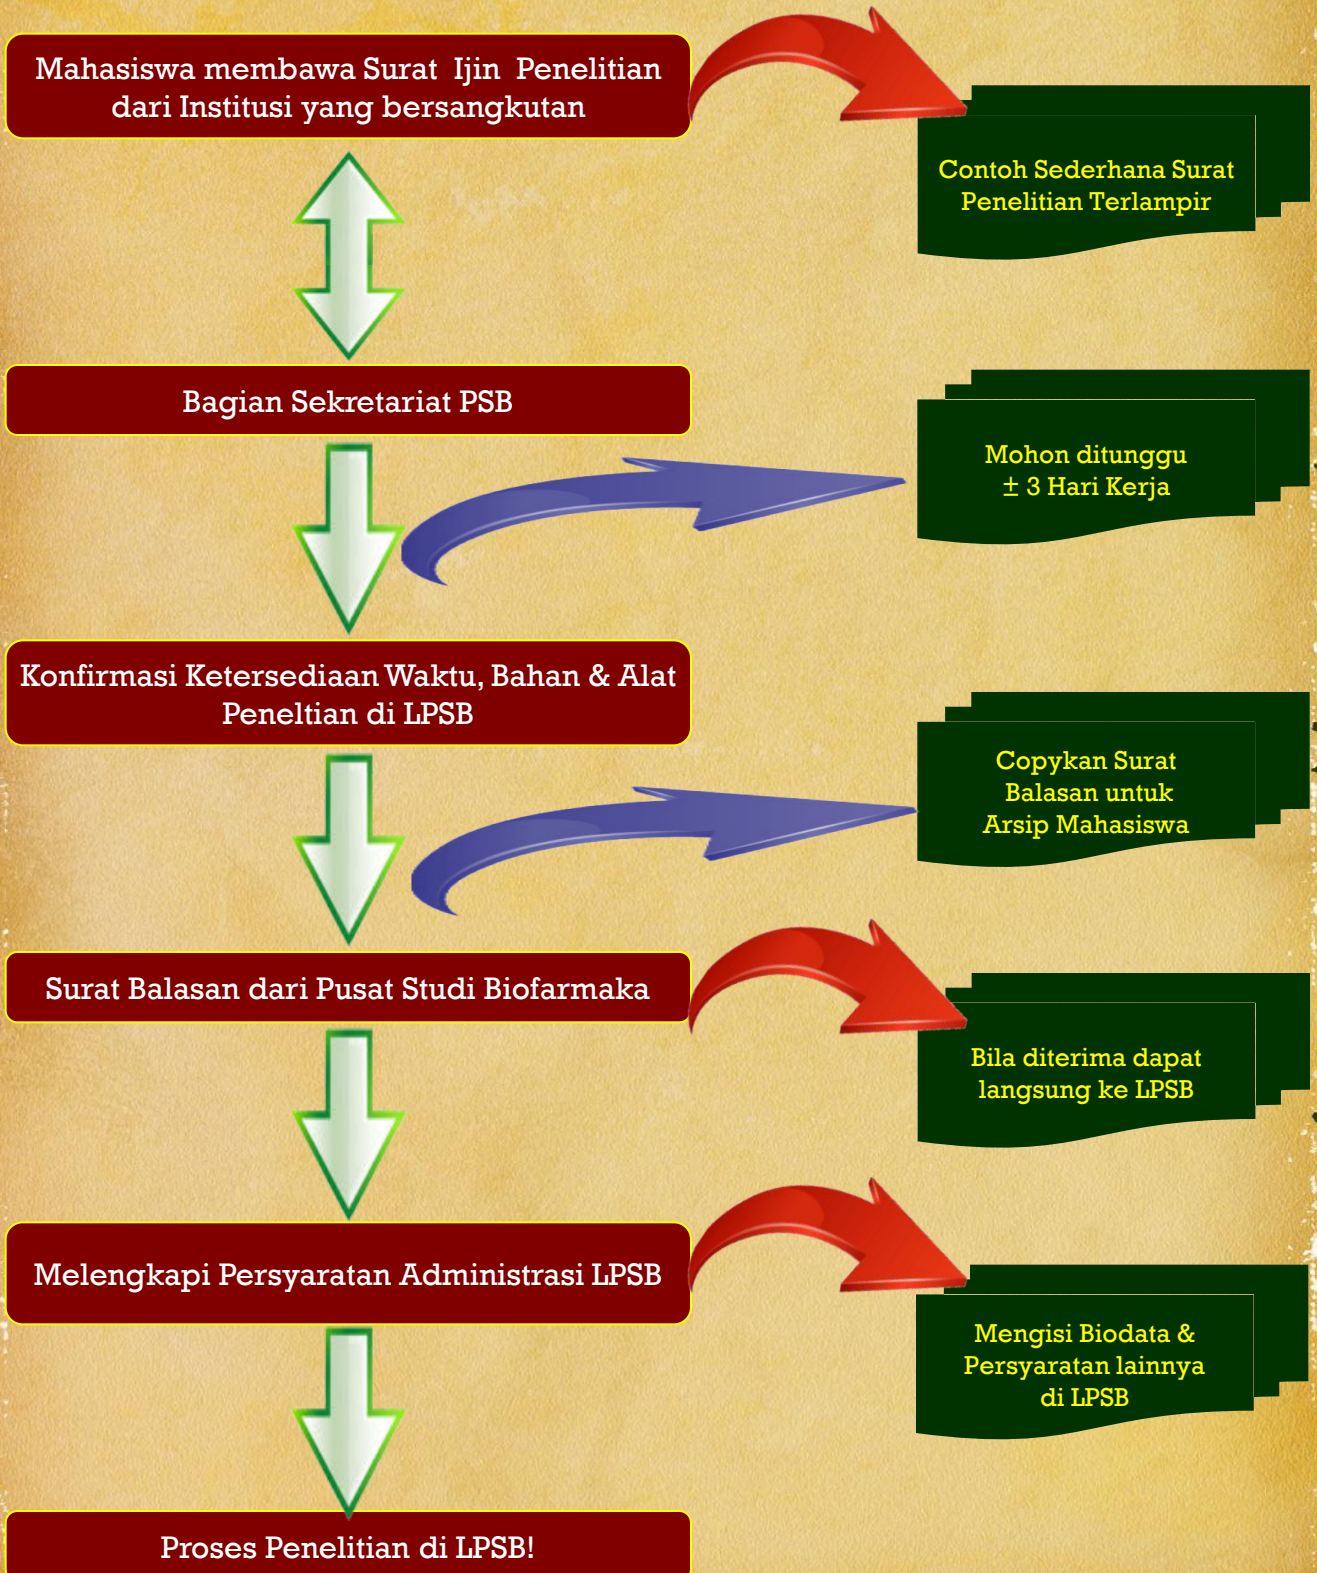 Mahasiswa membawa Surat Ijin Penelitian
dari Institusi yang bersangkutan
Contoh Sederhana Surat
Penelitian Terlampir
Bagian Sekretariat PSB
Mohon ditunggu
± 3 Hari Kerja
Konfirmasi Ketersediaan Waktu, Bahan & Alat
Peneltian di LPSB
Copykan Surat
Balasan untuk
Arsip Mahasiswa
Surat Balasan dari Pusat Studi Biofarmaka
Bila diterima dapat
langsung ke LPSB
Melengkapi Persyaratan Administrasi LPSB
Mengisi Biodata &
Persyaratan lainnya
di LPSB
Proses Penelitian di LPSB!